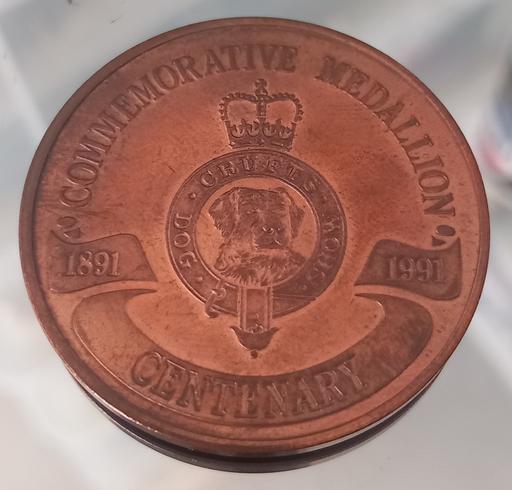 COMMEMORATIVE MEDALLION
CRUFTS DOG SHOW
1891
1991
CENTENARY